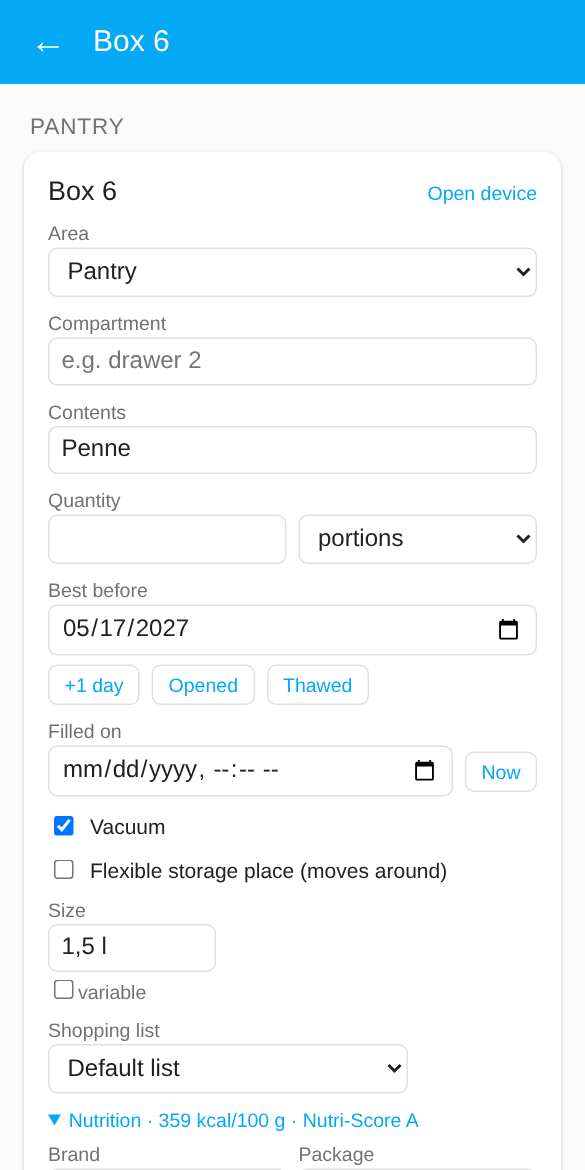 ← Box 6
PANTRY
Box 6 Open device
Area
Pantry
Compartment
e.g. drawer 2
Contents
Penne
Quantity
portions
Best before
05/17/2027
+1 day Opened Thawed
Filled on
mm/dd/yyyy, --:-- --
Now
Vacuum
Flexible storage place (moves around)
Size
1,5 l
variable
Shopping list
Default list
▼ Nutrition · 359 kcal/100 g · Nutri-Score A
Brand Package